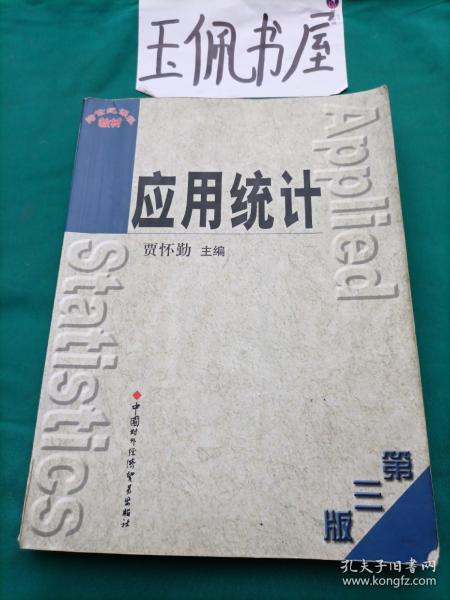 玉佩书屋
教材
Applied
应用统计
贾怀勤 主编
Statistics
中国对外经济贸易出版社
第三版
孔夫子旧书网
www.kongfz.com